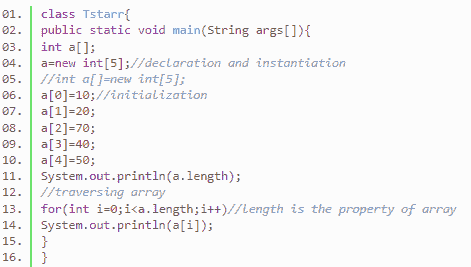 01. class Tstarr{
02. public static void main(String args[]){
03. int a[];
04. a=new int[5];//declaration and instantiation
05. //int a[]=new int[5];
06. a[0]=10;//initialization
07. a[1]=20;
08. a[2]=70;
09. a[3]=40;
10. a[4]=50;
11. System.out.println(a.length);
12. //traversing array
13. for(int i=0;i<a.length;i++)//length is the property of array
14. System.out.println(a[i]);
15. }
16. }